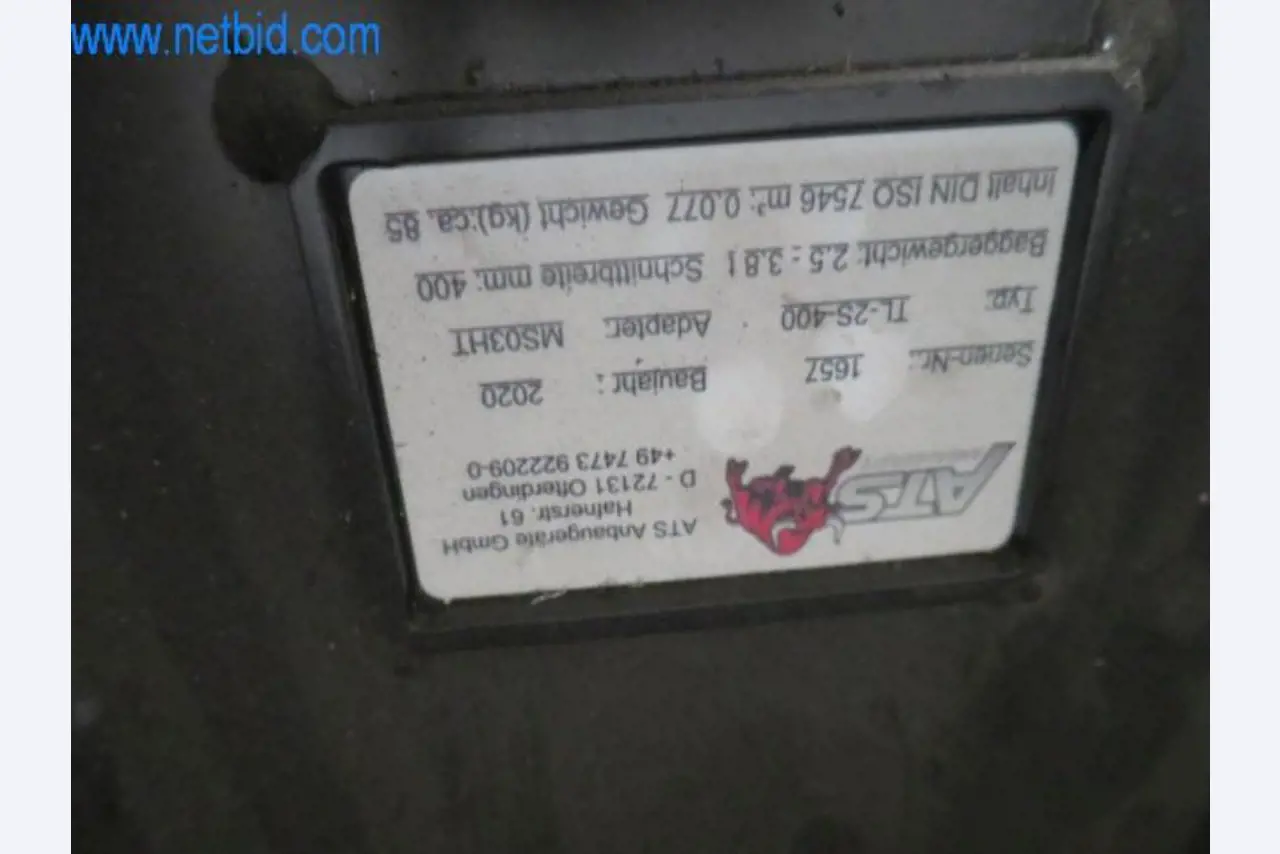 www.netbid.com
ATS
ATS Anbaugeräte GmbH
Hafnerstr. 61
D - 72131 Ofterdingen
+49 7473 922209-0
Serien-Nr.: 1657 Baujahr : 2020
Typ: TL-2S-400 Adapter: MS03HT
Baggergewicht: 2.5 - 3.8 t Schnittbreite mm: 400
Inhalt DIN ISO 7546 m³: 0.077 Gewicht (kg):ca. 85